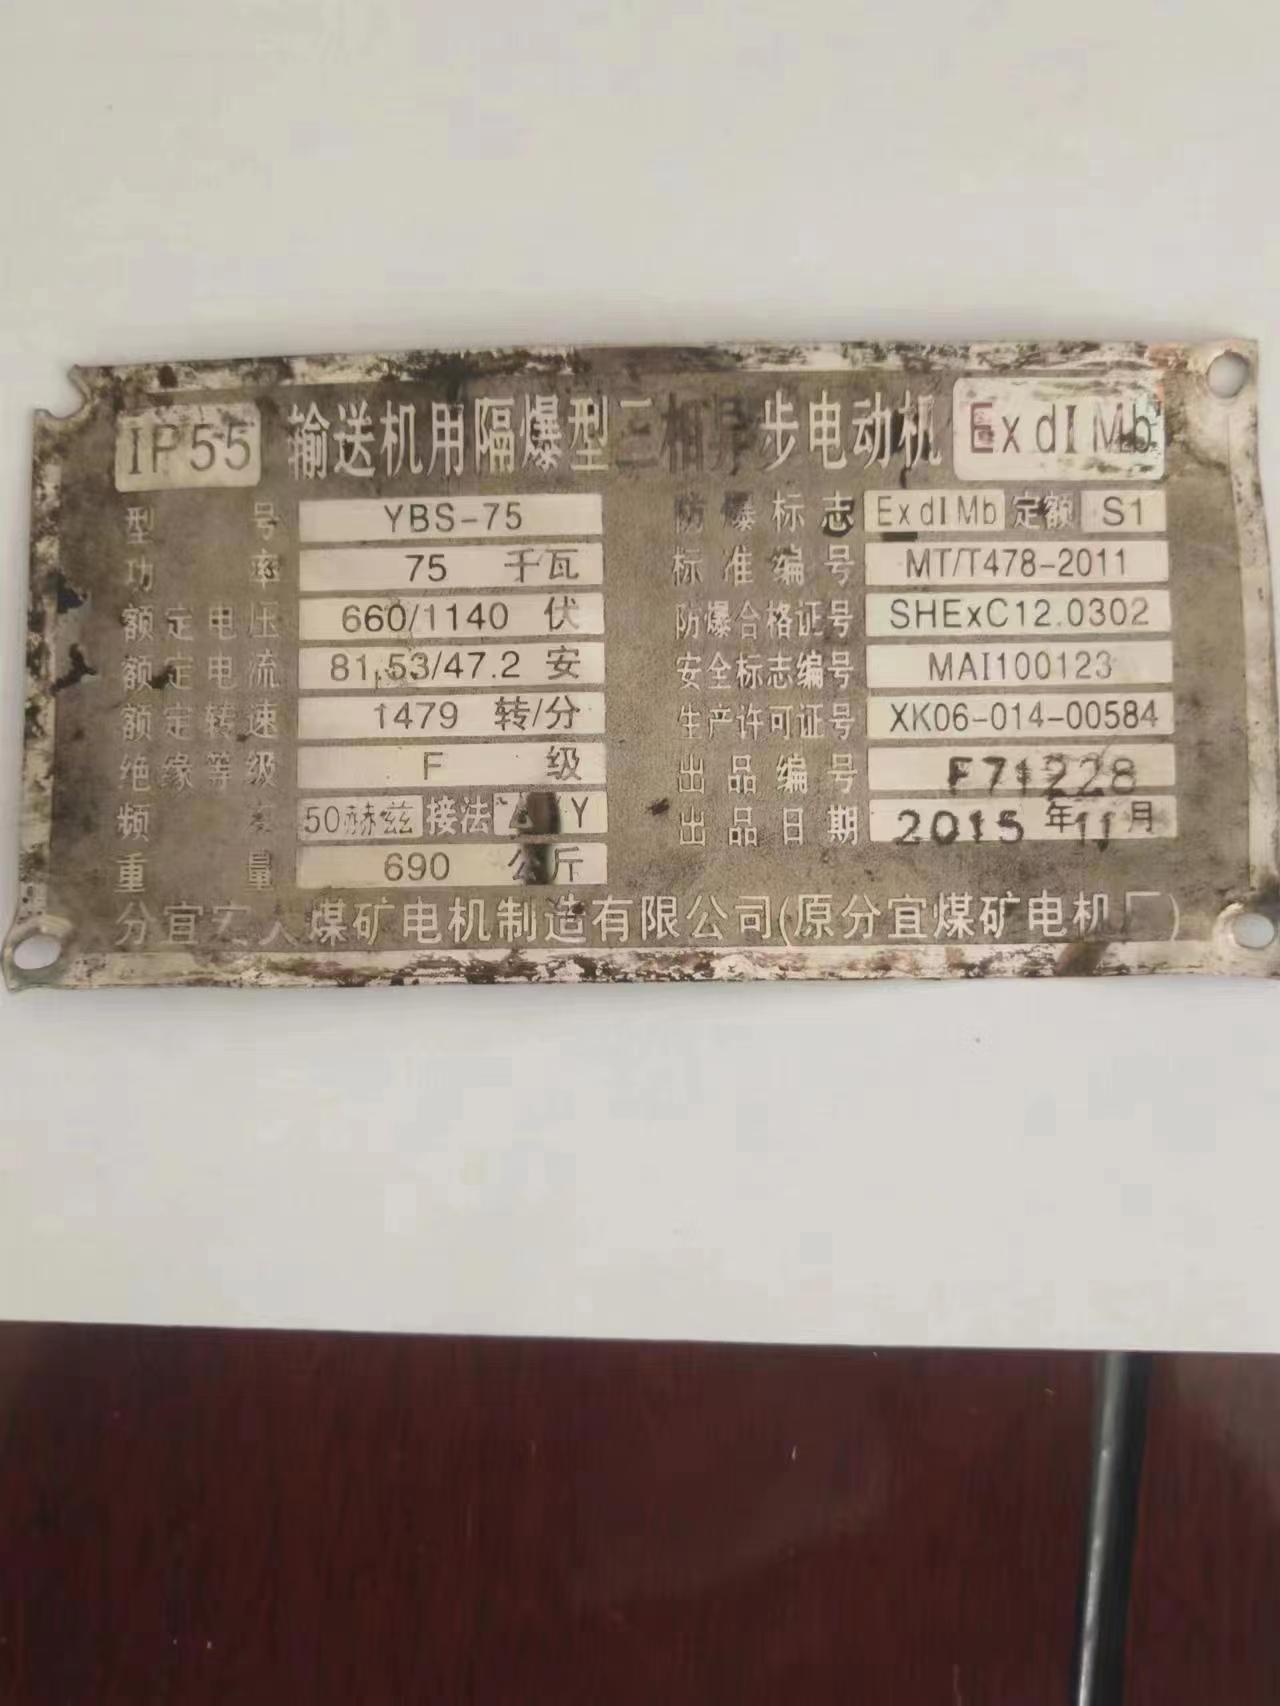 IP55 输送机用隔爆型三相异步电动机 Ex dI Mb
型号 YBS-75 防爆标志 Ex dI Mb 定额 S1
功率 75 千瓦 标准编号 MT/T478-2011
额定电压 660/1140 伏 防爆合格证号 SHExC12.0302
额定电流 81.53/47.2 安 安全标志编号 MAI100123
额定转速 1479 转/分 生产许可证号 XK06-014-00584
绝缘等级 F 级 出品编号 F71228
频 50赫兹 接法 Y 出品日期 2015年11月
重量 690 公斤
分宜 煤矿电机制造有限公司(原分宜煤矿电机厂)